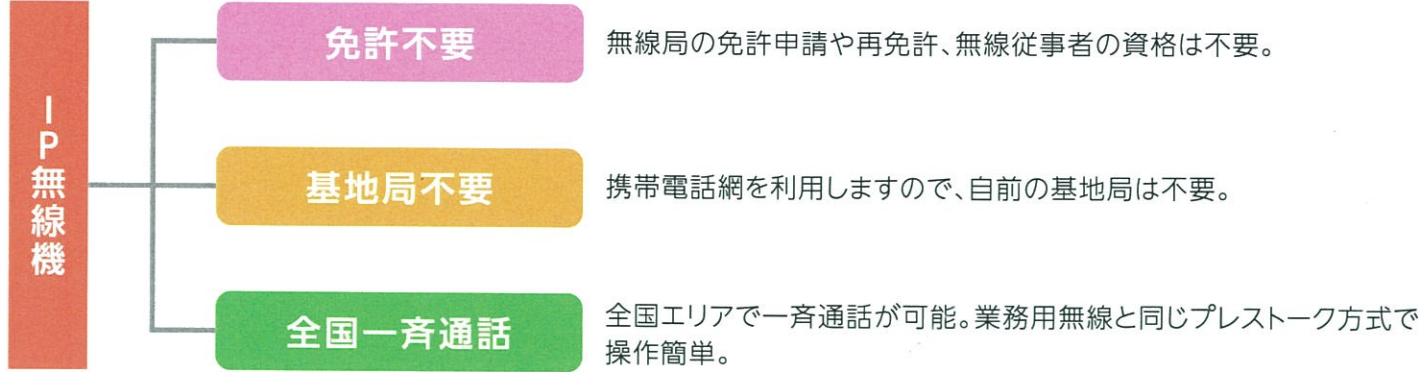 IP無線機
免許不要
無線局の免許申請や再免許、無線従事者の資格は不要。
基地局不要
携帯電話網を利用しますので、自前の基地局は不要。
全国一斉通話
全国エリアで一斉通話が可能。業務用無線と同じプレストーク方式で
操作簡単。